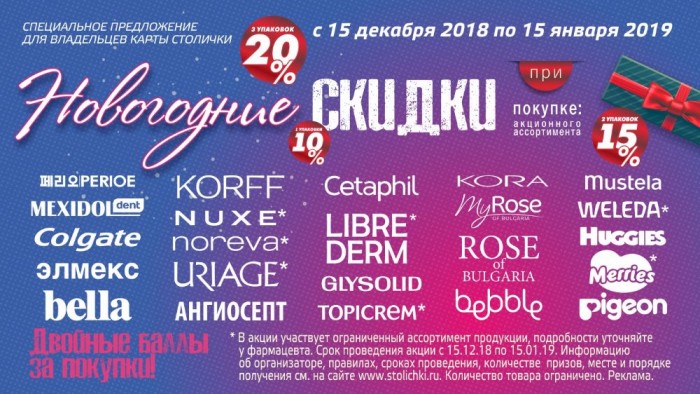 СПЕЦИАЛЬНОЕ ПРЕДЛОЖЕНИЕ
ДЛЯ ВЛАДЕЛЬЦЕВ КАРТЫ СТОЛИЧКИ
3 УПАКОВОК
20%
с 15 декабря 2018 по 15 января 2019
Новогодние
СКИДКИ
при
покупке:
акционного
ассортимента
1 УПАКОВКИ
10%
2 УПАКОВОК
15%
페리오 PERIOE
MEXIDOL dent
Colgate
элмекс
bella
KORFF
NUXE*
noreva*
URIAGE*
АНГИОСЕПТ
Cetaphil
LIBRE
DERM*
GLYSOLID
TOPICREM*
KORA
My Rose
OF BULGARIA
ROSE
of
BULGARIA
bebble
Mustela
WELEDA*
HUGGIES
Merries*
pigeon
Двойные баллы
за покупки!
* В акции участвует ограниченный ассортимент продукции, подробности уточняйте
у фармацевта. Срок проведения акции с 15.12.18 по 15.01.19. Информацию
об организаторе, правилах, сроках проведения, количестве призов, месте и порядке
получения см. на сайте www.stolichki.ru. Количество товара ограничено. Реклама.